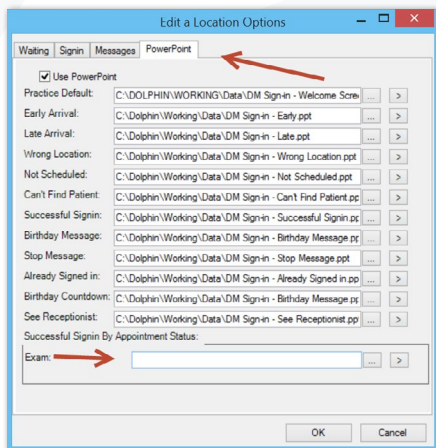 Edit a Location Options
Waiting Signin Messages PowerPoint
Use PowerPoint
Practice Default: C:\DOLPHIN\WORKING\Data\DM Sign-in - Welcome Scre ... >
Early Arrival: C:\Dolphin\Working\Data\DM Sign-in - Early.ppt ... >
Late Arrival: C:\Dolphin\Working\Data\DM Sign-in - Late.ppt ... >
Wrong Location: C:\Dolphin\Working\Data\DM Sign-in - Wrong Location.ppt ... >
Not Scheduled: C:\Dolphin\Working\Data\DM Sign-in - Not Scheduled.ppt ... >
Can't Find Patient: C:\Dolphin\Working\Data\DM Sign-in - Can't Find Patient.pp ... >
Successful Signin: C:\Dolphin\Working\Data\DM Sign-in - Successful Signin.pp ... >
Birthday Message: C:\Dolphin\Working\Data\DM Sign-in - Birthday Message.pp ... >
Stop Message: C:\Dolphin\Working\Data\DM Sign-in - Stop Message.ppt ... >
Already Signed in: C:\Dolphin\Working\Data\DM Sign-in - Already Signed in.pp ... >
Birthday Countdown: C:\Dolphin\Working\Data\DM Sign-in - Birthday Message.pp ... >
See Receptionist: C:\Dolphin\Working\Data\DM Sign-in - See Receptionist.pp ... >
Successful Signin By Appointment Status:
Exam: ... >
OK Cancel